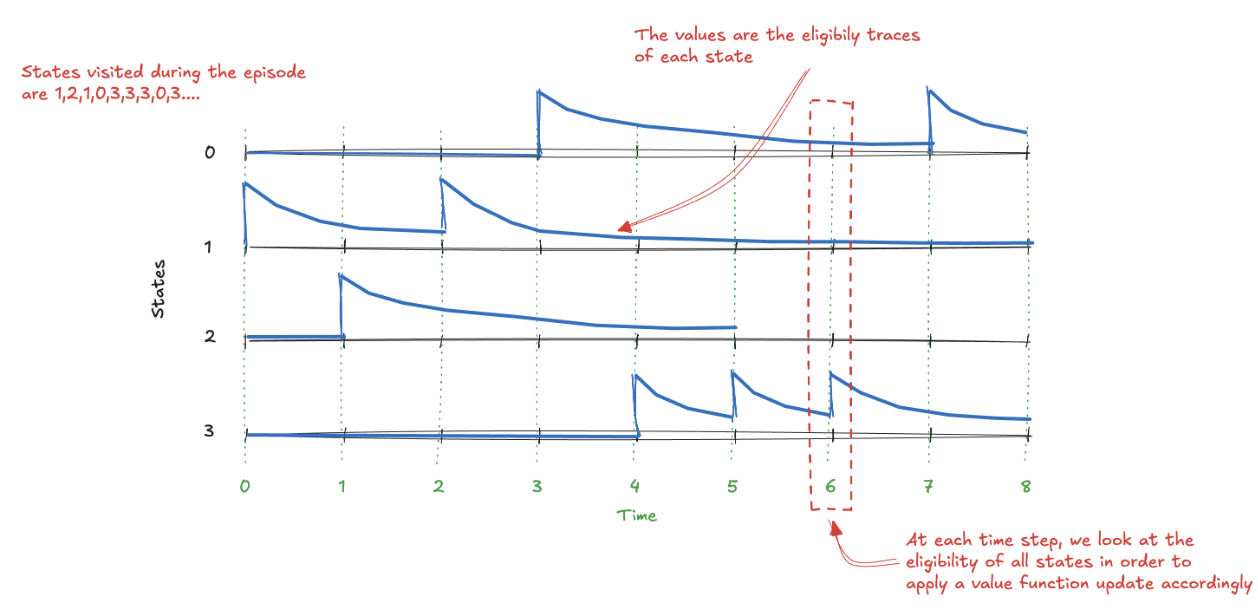 The values are the eligibily traces
of each state
States visited during the episode
are 1,2,1,0,3,3,3,0,3....
0
1
States
2
3
0 1 2 3 4 5 6 7 8
Time
At each time step, we look at the
eligibility of all states in order to
apply a value function update accordingly